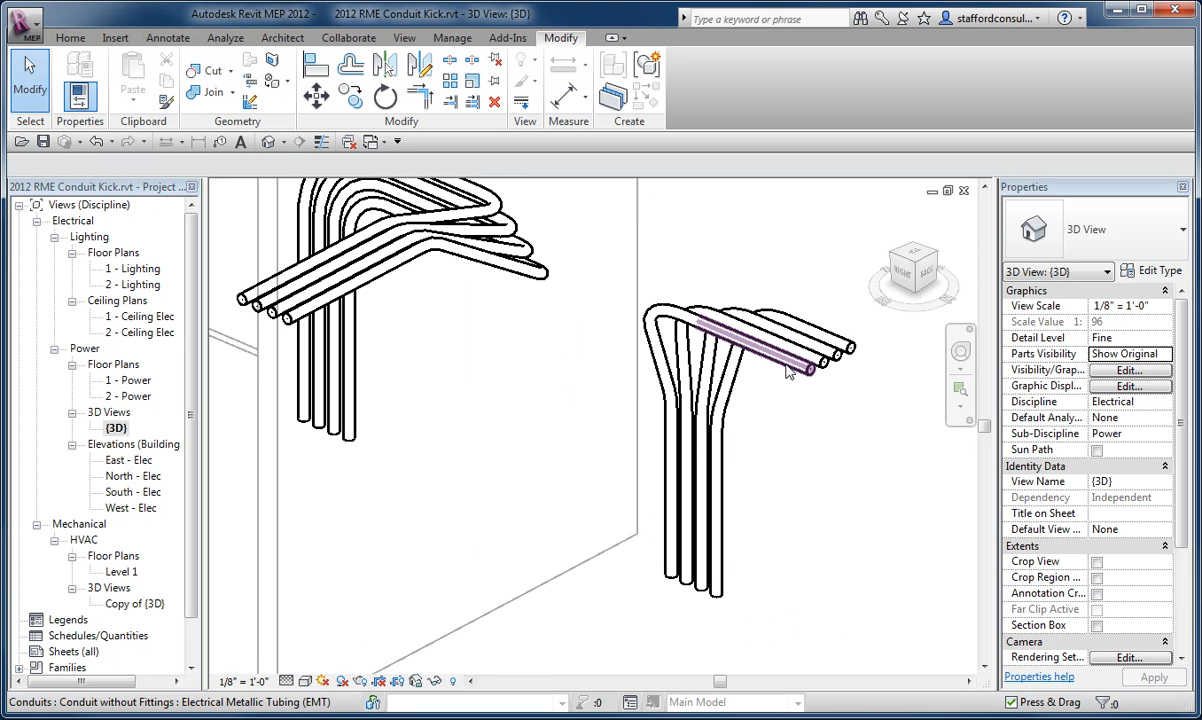 Autodesk Revit MEP 2012 - 2012 RME Conduit Kick.rvt - 3D View: {3D}
Type a keyword or phrase
staffordconsul...
MEP
Home Insert Annotate Analyze Architect Collaborate View Manage Add-Ins Modify
Modify Paste Cut Join
Select Properties Clipboard Geometry Modify View Measure Create
2012 RME Conduit Kick.rvt - Project ...
Views (Discipline)
Electrical
Lighting
Floor Plans
1 - Lighting
2 - Lighting
Ceiling Plans
1 - Ceiling Elec
2 - Ceiling Elec
Power
Floor Plans
1 - Power
2 - Power
3D Views
{3D}
Elevations (Building
East - Elec
North - Elec
South - Elec
West - Elec
Mechanical
HVAC
Floor Plans
Level 1
3D Views
Copy of {3D}
Legends
Schedules/Quantities
Sheets (all)
Families
RIGHT BACK
Properties
3D View
3D View: {3D} Edit Type
Graphics
View Scale 1/8" = 1'-0"
Scale Value 1: 96
Detail Level Fine
Parts Visibility Show Original
Visibility/Grap... Edit...
Graphic Displ... Edit...
Discipline Electrical
Default Analy... None
Sub-Discipline Power
Sun Path
Identity Data
View Name {3D}
Dependency Independent
Title on Sheet
Default View ... None
Extents
Crop View
Crop Region ...
Annotation Cr...
Far Clip Active
Section Box
Camera
Rendering Set... Edit...
Properties help Apply
1/8" = 1'-0"
Conduits : Conduit without Fittings : Electrical Metallic Tubing (EMT) :0 Main Model Press & Drag :0